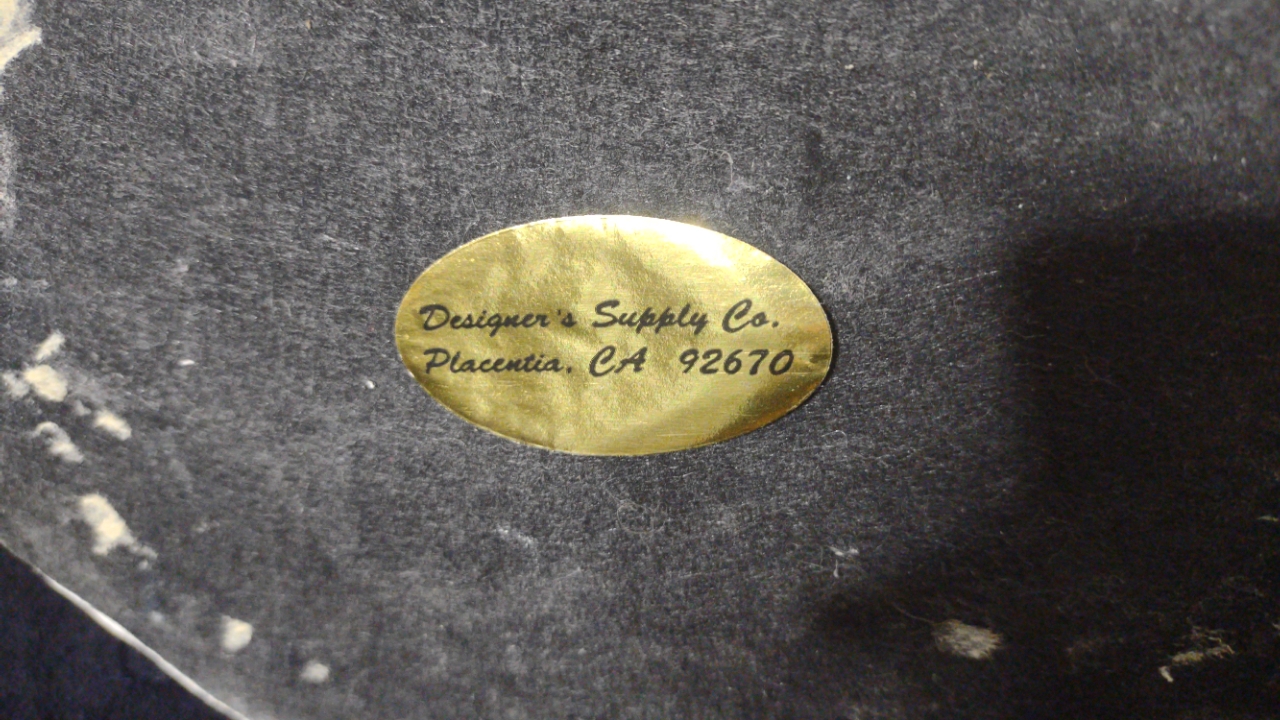 Designer's Supply Co.
Placentia, CA 92670